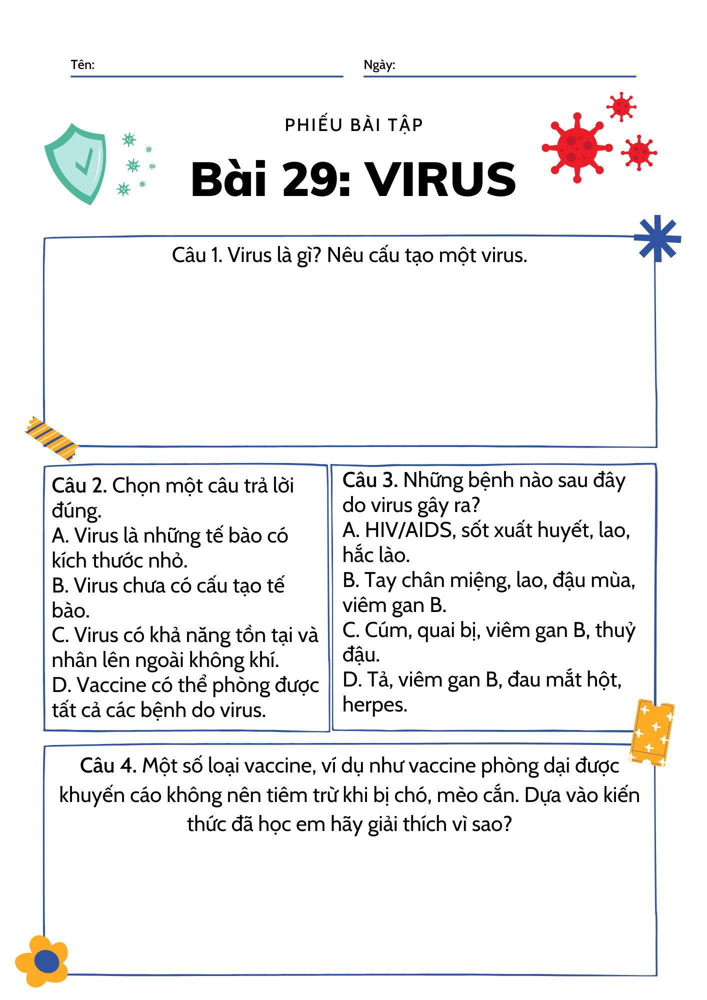 Tên:
Ngày:
PHIẾU BÀI TẬP
Bài 29: VIRUS
Câu 1. Virus là gì? Nêu cấu tạo một virus.
Câu 2. Chọn một câu trả lời
đúng.
A. Virus là những tế bào có
kích thước nhỏ.
B. Virus chưa có cấu tạo tế
bào.
C. Virus có khả năng tồn tại và
nhân lên ngoài không khí.
D. Vaccine có thể phòng được
tất cả các bệnh do virus.
Câu 3. Những bệnh nào sau đây
do virus gây ra?
A. HIV/AIDS, sốt xuất huyết, lao,
hắc lào.
B. Tay chân miệng, lao, đậu mùa,
viêm gan B.
C. Cúm, quai bị, viêm gan B, thuỷ
đậu.
D. Tả, viêm gan B, đau mắt hột,
herpes.
Câu 4. Một số loại vaccine, ví dụ như vaccine phòng dại được
khuyến cáo không nên tiêm trừ khi bị chó, mèo cắn. Dựa vào kiến
thức đã học em hãy giải thích vì sao?